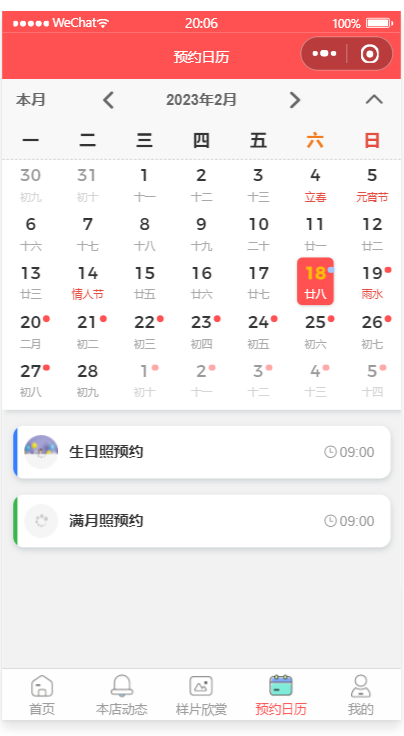 WeChat 20:06 100%
预约日历
本月 2023年2月
一 二 三 四 五 六 日
30 31 1 2 3 4 5
初九 初十 十一 十二 十三 立春 元宵节
6 7 8 9 10 11 12
十六 十七 十八 十九 二十 廿一 廿二
13 14 15 16 17 18 19
廿三 情人节 廿五 廿六 廿七 廿八 雨水
20 21 22 23 24 25 26
二月 初二 初三 初四 初五 初六 初七
27 28 1 2 3 4 5
初八 初九 初十 十一 十二 十三 十四
生日照预约 09:00
满月照预约 09:00
首页 本店动态 样片欣赏 预约日历 我的